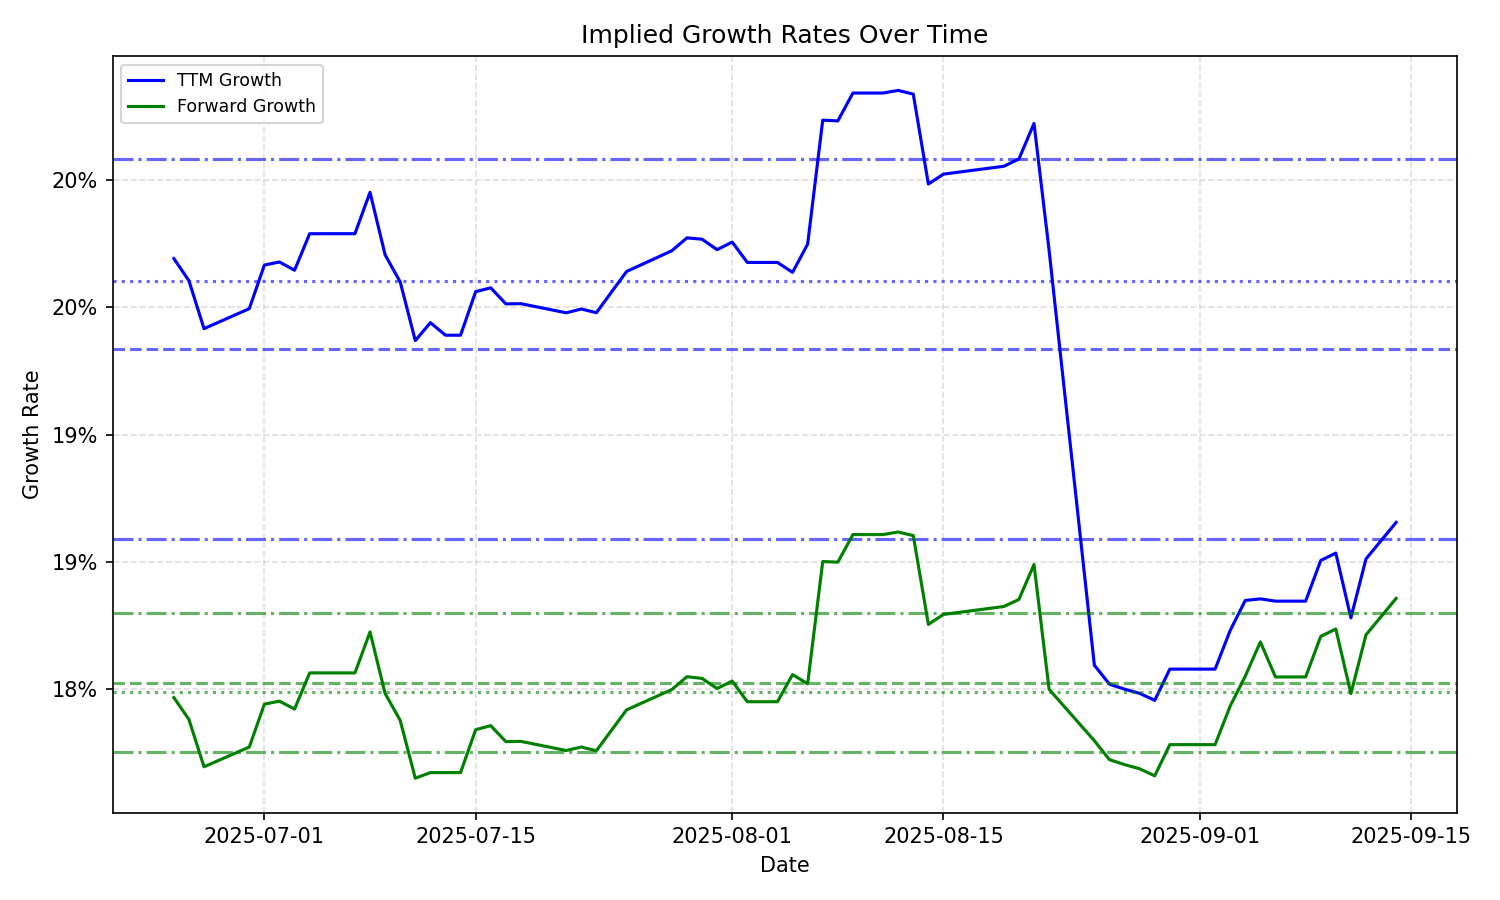 Implied Growth Rates Over Time
TTM Growth
Forward Growth
20%
20%
19%
19%
18%
Growth Rate
2025-07-01
2025-07-15
2025-08-01
2025-08-15
2025-09-01
2025-09-15
Date